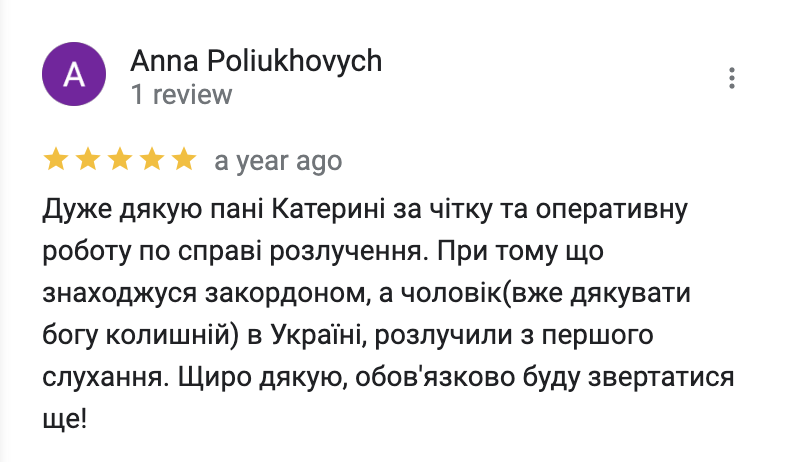 A
Anna Poliukhovych
1 review
a year ago
Дуже дякую пані Катерині за чітку та оперативну
роботу по справі розлучення. При тому що
знаходжуся закордоном, а чоловік(вже дякувати
богу колишній) в Україні, розлучили з першого
слухання. Щиро дякую, обов'язково буду звертатися
ще!